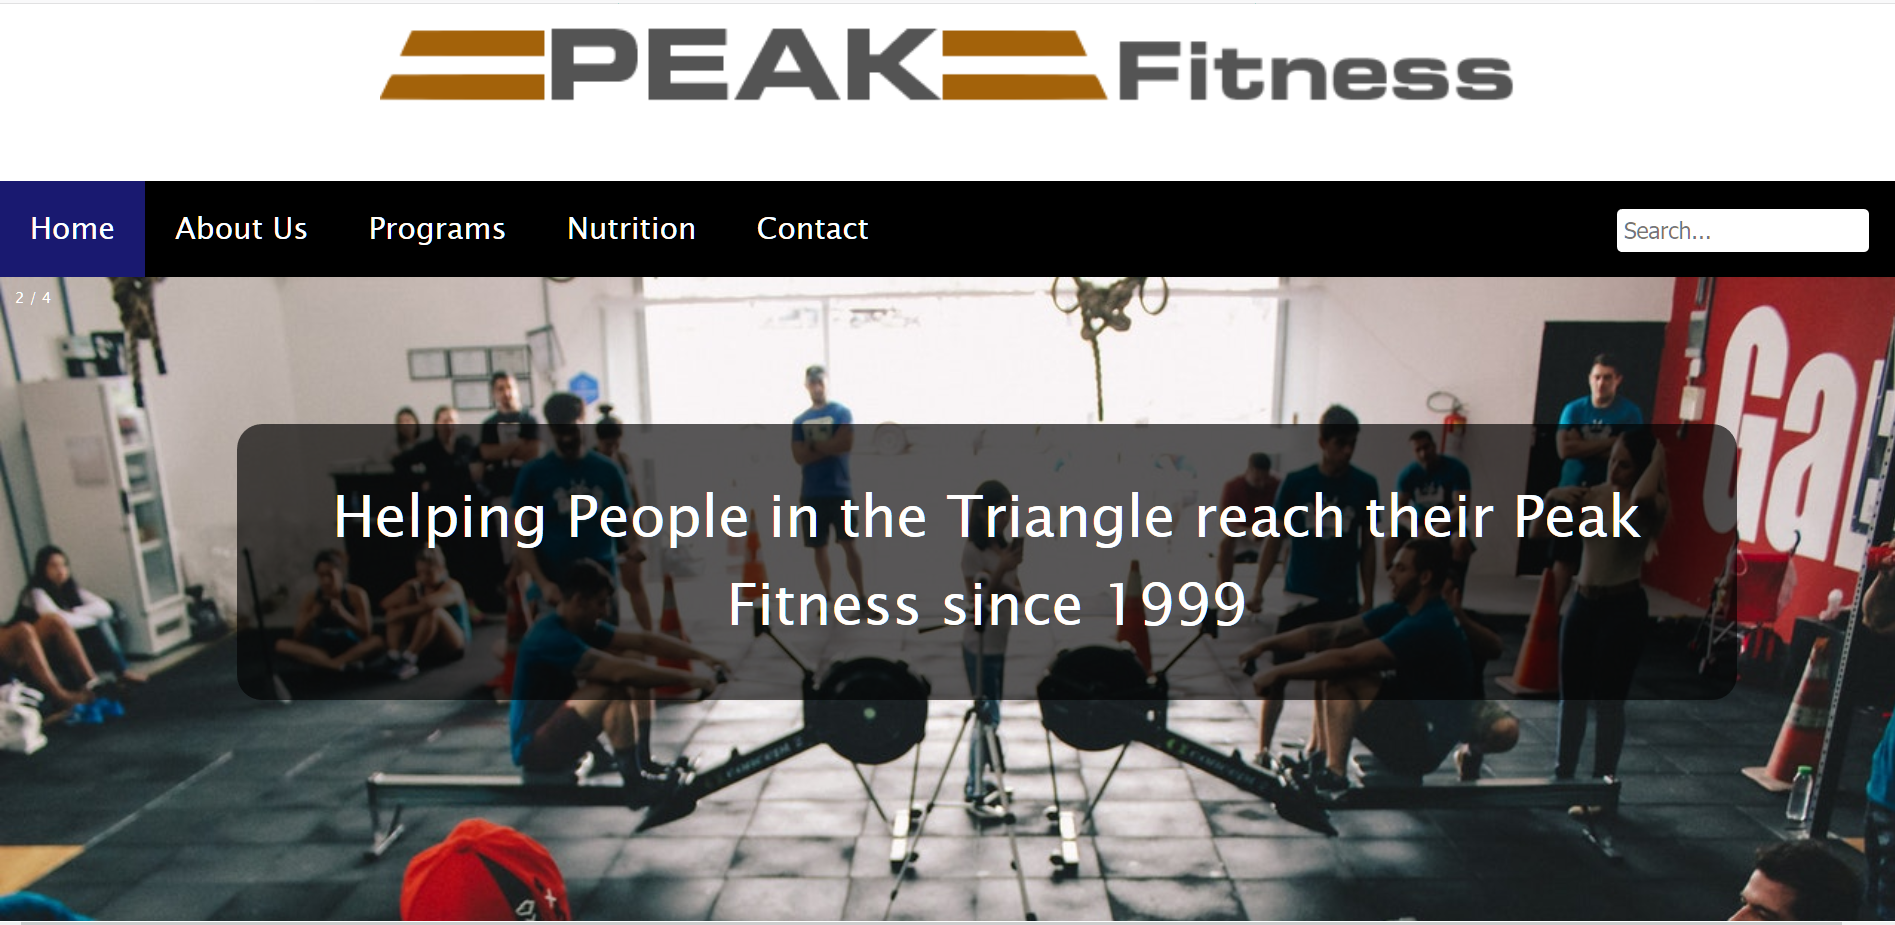 PEAK Fitness
Home About Us Programs Nutrition Contact Search...
2 / 4
Helping People in the Triangle reach their Peak
Fitness since 1999